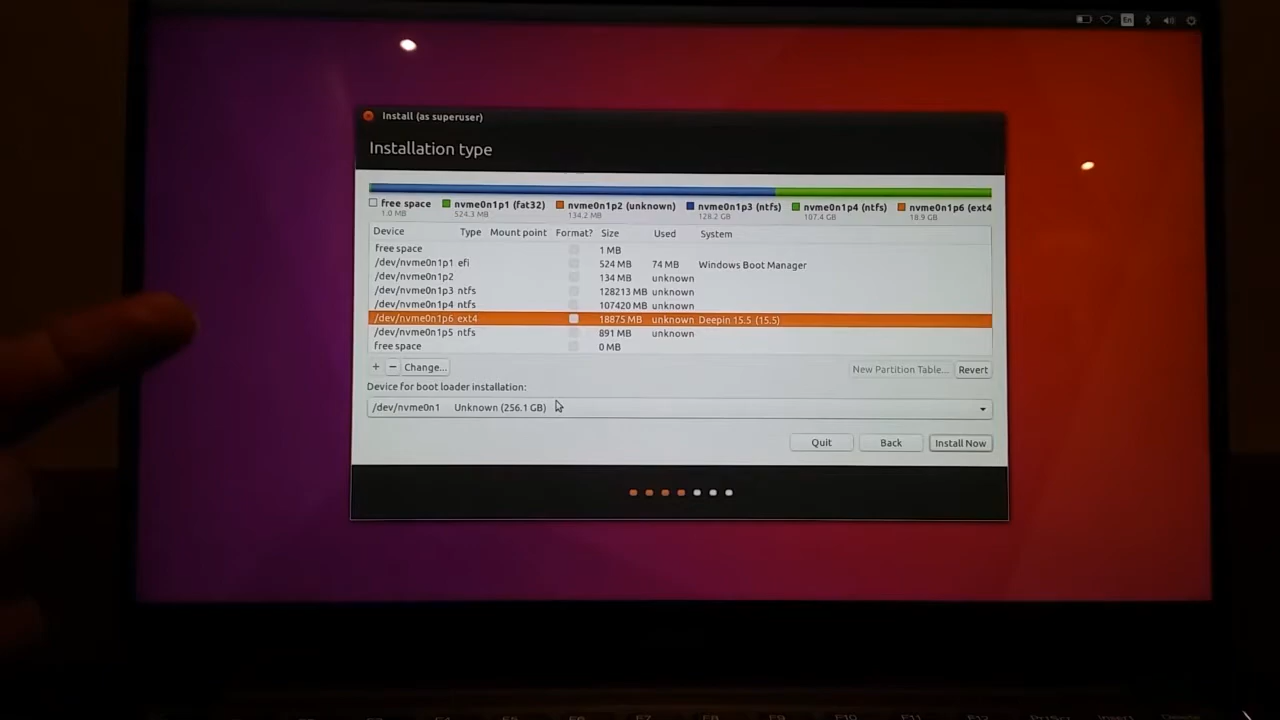 En
Install (as superuser)
Installation type
free space nvme0n1p1 (fat32) nvme0n1p2 (unknown) nvme0n1p3 (ntfs) nvme0n1p4 (ntfs) nvme0n1p6 (ext4
1.0 MB 524.3 MB 134.2 MB 128.2 GB 107.4 GB 18.9 GB
Device Type Mount point Format? Size Used System
free space 1 MB
/dev/nvme0n1p1 efi 524 MB 74 MB Windows Boot Manager
/dev/nvme0n1p2 134 MB unknown
/dev/nvme0n1p3 ntfs 128213 MB unknown
/dev/nvme0n1p4 ntfs 107420 MB unknown
/dev/nvme0n1p6 ext4 18875 MB unknown Deepin 15.5 (15.5)
/dev/nvme0n1p5 ntfs 891 MB unknown
free space 0 MB
+ − Change... New Partition Table... Revert
Device for boot loader installation:
/dev/nvme0n1 Unknown (256.1 GB)
Quit Back Install Now